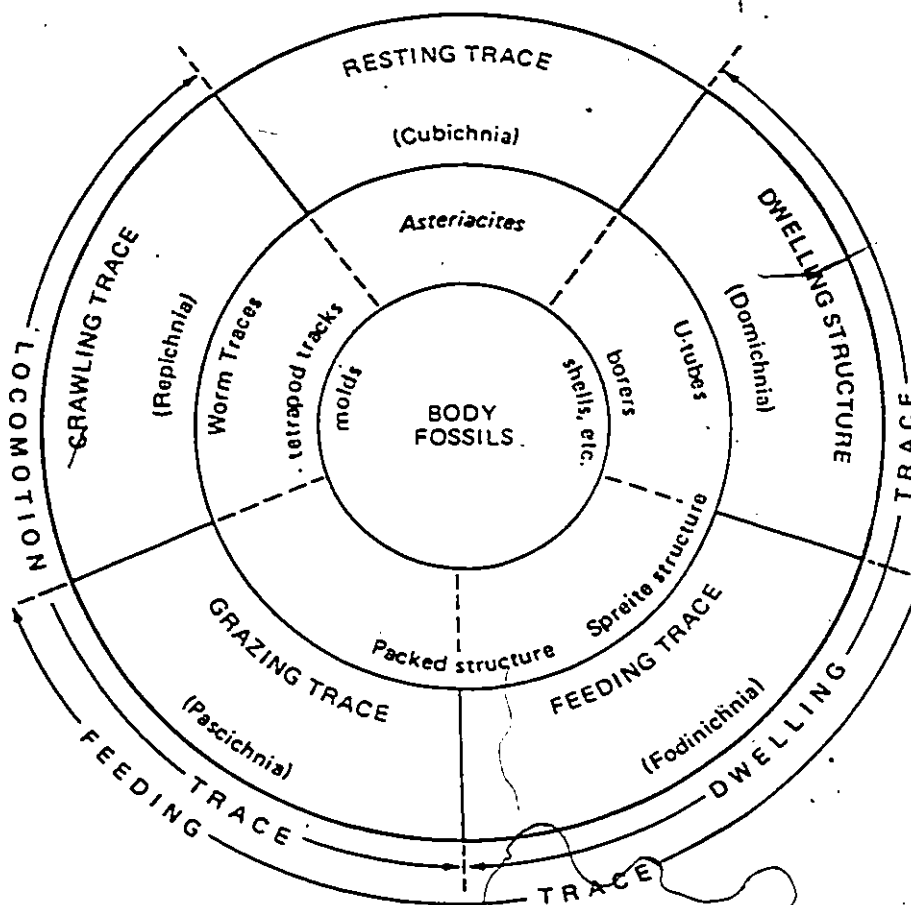 RESTING TRACE
(Cubichnia)
Asteriacites
DWELLING STRUCTURE
(Domichnia)
U-tubes
borers
shells, etc.
CRAWLING TRACE
(Repichnia)
Worm Traces
tetrapod tracks
molds
BODY
FOSSILS
GRAZING TRACE
(Pascichnia)
Packed structure
Spreite structure
FEEDING TRACE
(Fodinichnia)
LOCOMOTION
TRACE
FEEDING
TRACE
DWELLING
TRACE